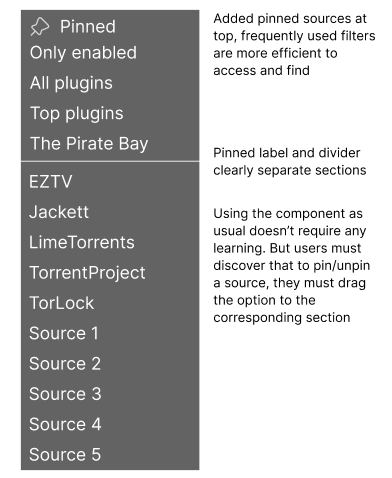 Pinned
Only enabled
All plugins
Top plugins
The Pirate Bay
EZTV
Jackett
LimeTorrents
TorrentProject
TorLock
Source 1
Source 2
Source 3
Source 4
Source 5
Added pinned sources at
top, frequently used filters
are more efficient to
access and find
Pinned label and divider
clearly separate sections
Using the component as
usual doesn’t require any
learning. But users must
discover that to pin/unpin
a source, they must drag
the option to the
corresponding section